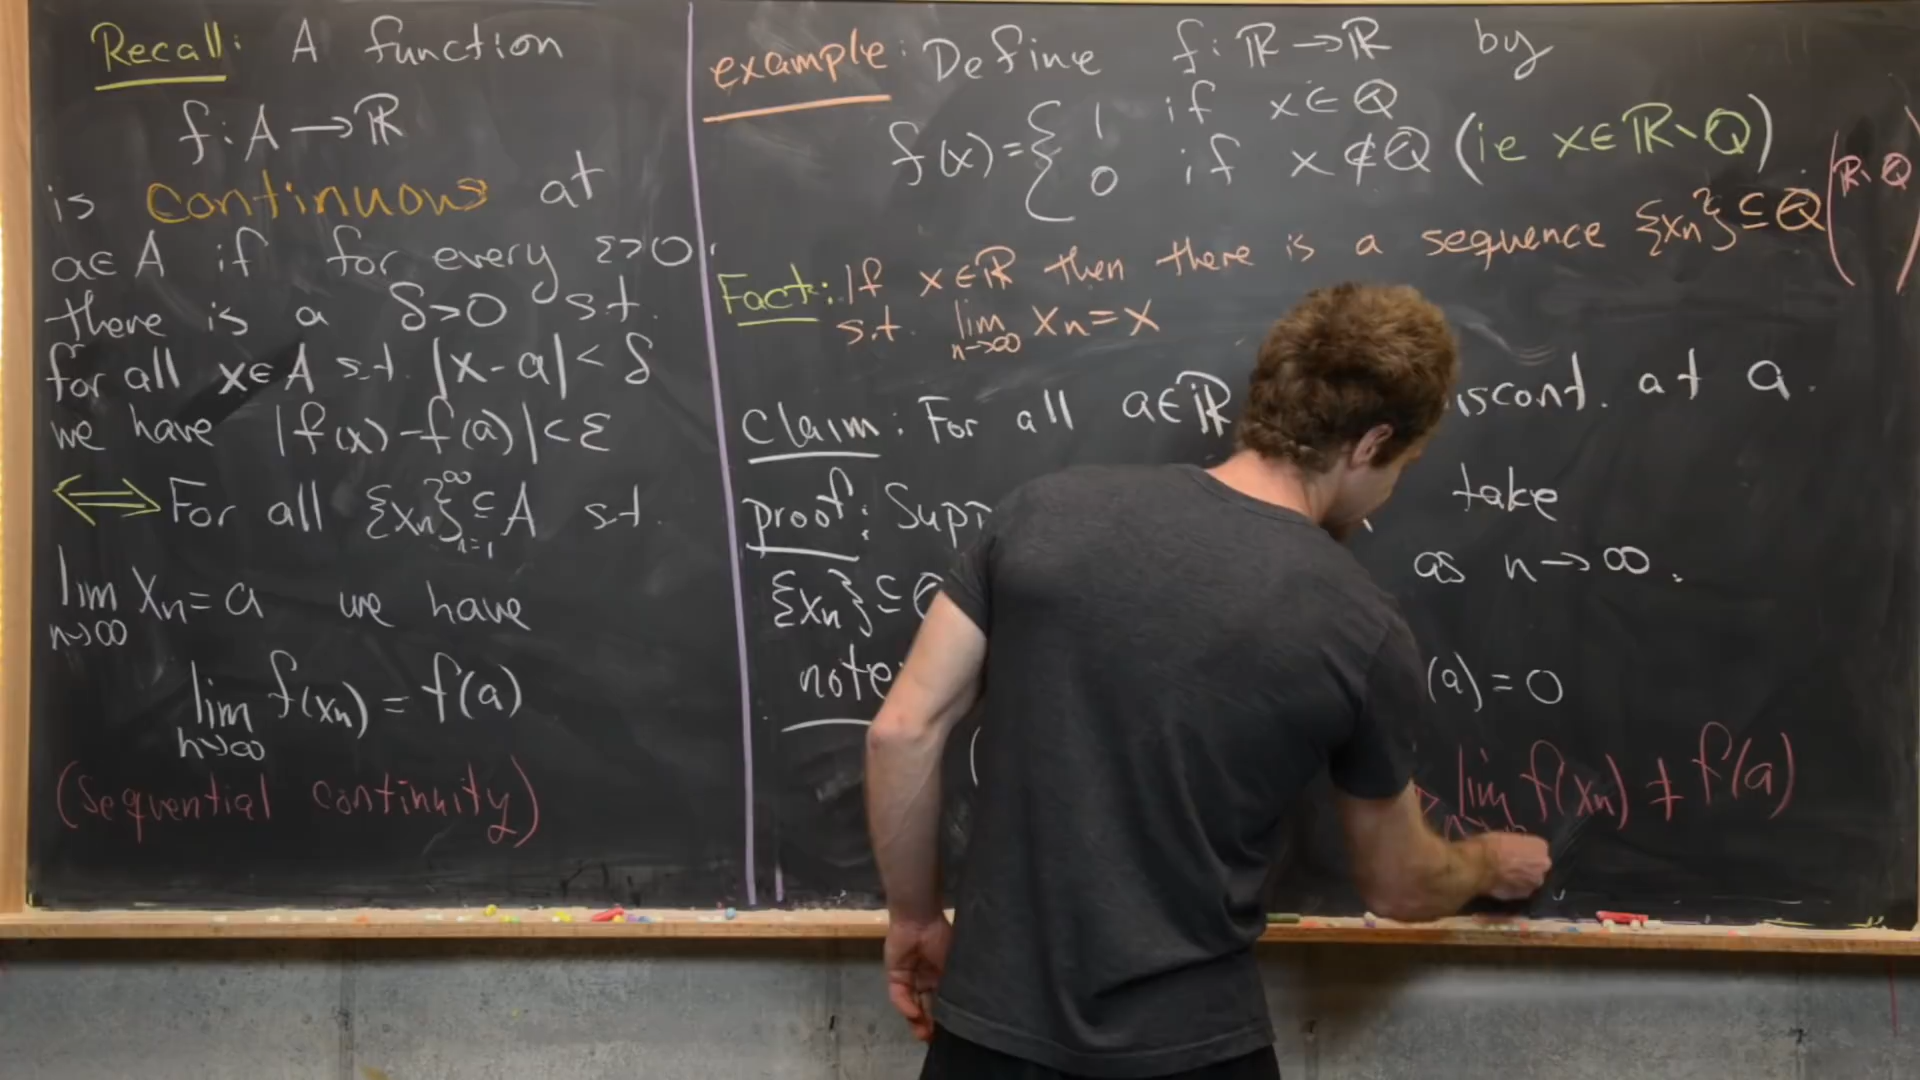 Recall: A function
f: A → ℝ
is continuous at
a ∈ A if for every ε>0
there is a δ>0 s.t.
for all x ∈ A s.t. |x-a| < δ
we have |f(x)-f(a)| < ε
⟺ For all {xₙ}ₙ₌₁^∞ ⊆ A s.t.
lim n→∞ xₙ = a we have
lim n→∞ f(xₙ) = f(a)
(sequential continuity)
example: Define f: ℝ → ℝ by
f(x) = { 1 if x ∈ ℚ
0 if x ∉ ℚ (ie x ∈ ℝ∖ℚ)
Fact: If x ∈ ℝ then there is a sequence {xₙ} ⊆ ℚ (ℝ∖ℚ)
s.t. lim n→∞ xₙ = x
Claim: For all a ∈ ℝ at a.
proof: take
{xₙ} ⊆ as n→∞.
note (a) = 0
lim f(xₙ) ≠ f(a)